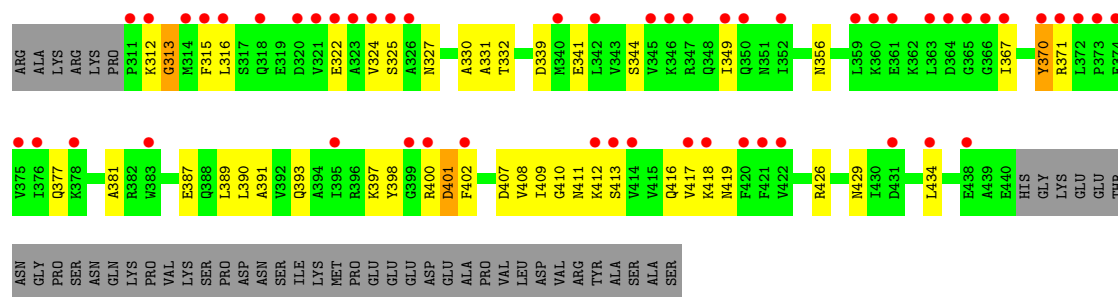 ARG ALA LYS ARG LYS PRO P311 K312 G313 M314 F315 L316 S317 Q318 E319 D320 V321 E322 A323 V324 S325 A326 N327 A330 A331 T332 D339 M340 E341 L342 V343 S344 V345 K346 R347 Q348 I349 Q350 N351 I352 N356 L359 K360 E361 K362 L363 D364 G365 G366 I367 Y370 R371 L372 P373 E374
V375 I376 Q377 K378 A381 R382 W383 E387 Q388 L389 L390 A391 V392 Q393 A394 I395 R396 K397 Y398 G399 R400 D401 F402 D407 V408 I409 G410 N411 K412 S413 V414 V415 Q416 V417 K418 N419 F420 F421 V422 R426 N429 I430 D431 L434 E438 A439 E440 HIS GLY LYS GLU GLU TYR
ASN GLY PRO SER ASN GLN LYS PRO VAL LYS SER PRO ASP ASN SER ILE LYS MET PRO GLU GLU GLU ASP GLU ALA PRO VAL LEU ASP VAL ARG TYR ALA SER ALA SER